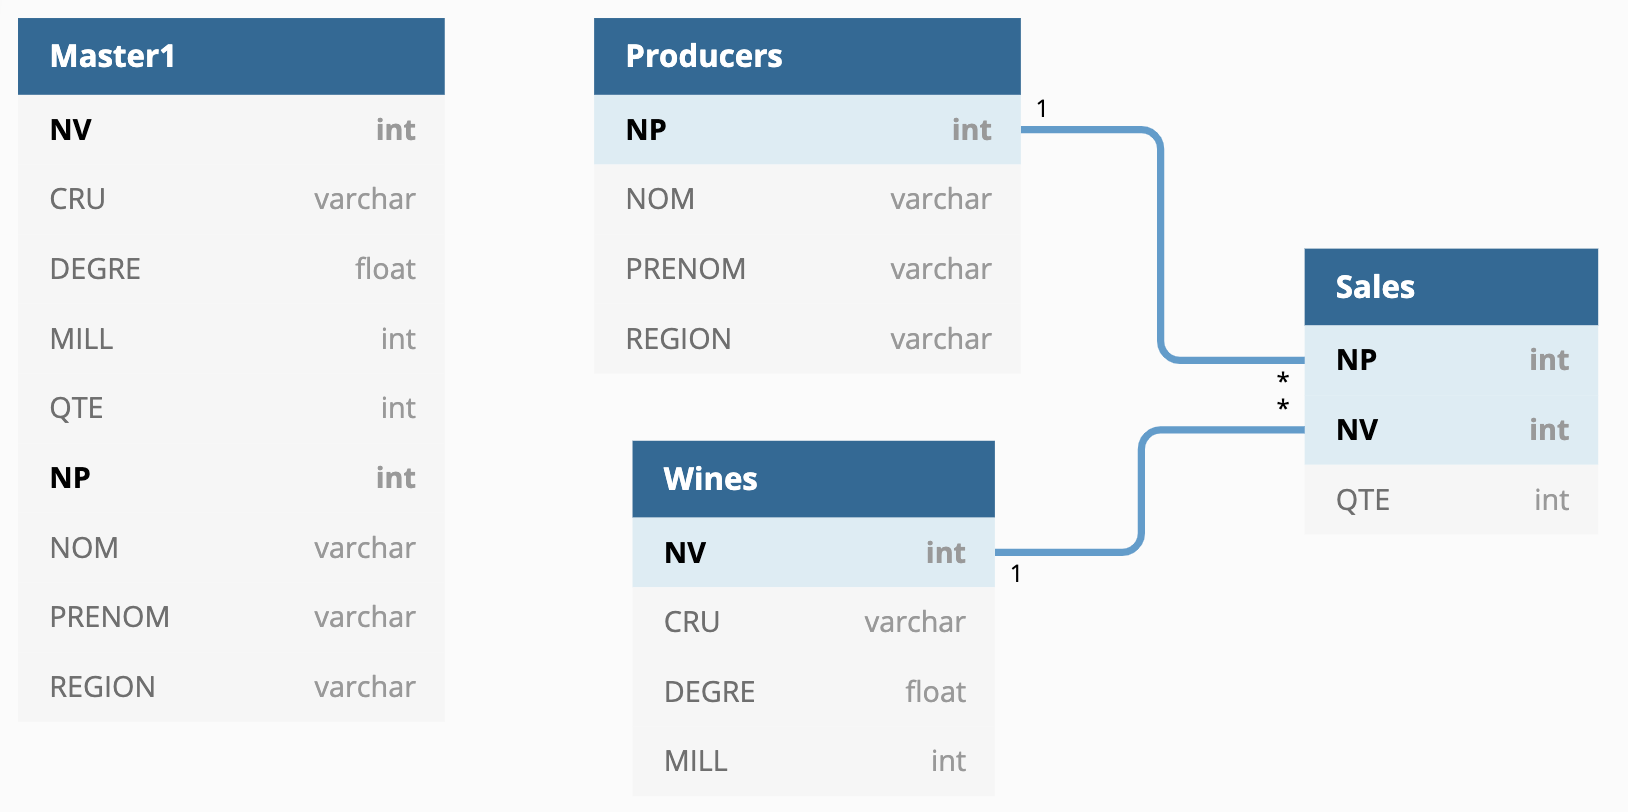 Master1
NV int
CRU varchar
DEGRE float
MILL int
QTE int
NP int
NOM varchar
PRENOM varchar
REGION varchar
Producers
NP int
NOM varchar
PRENOM varchar
REGION varchar
1
Wines
NV int
CRU varchar
DEGRE float
MILL int
1
*
*
Sales
NP int
NV int
QTE int